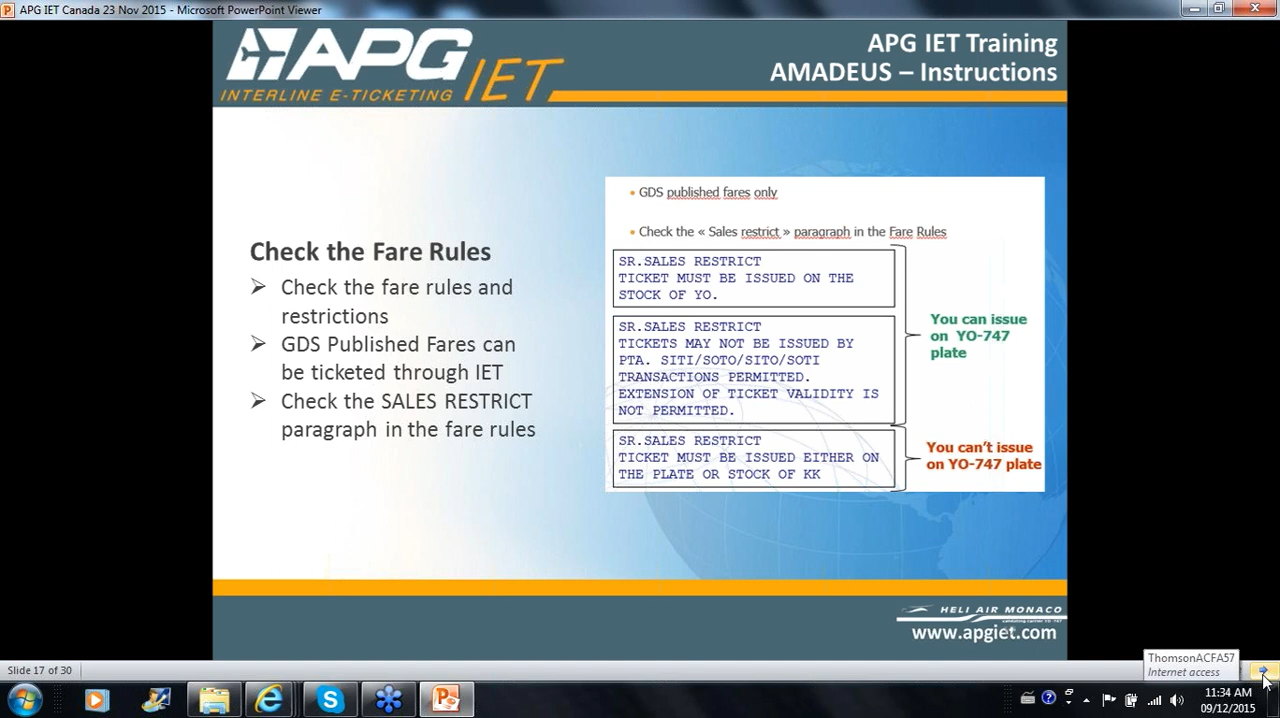 APG IET Canada 23 Nov 2015 - Microsoft PowerPoint Viewer
APG IET
INTERLINE E-TICKETING
APG IET Training
AMADEUS – Instructions
Check the Fare Rules
Check the fare rules and
restrictions
GDS Published Fares can
be ticketed through IET
Check the SALES RESTRICT
paragraph in the fare rules
• GDS published fares only
• Check the « Sales restrict » paragraph in the Fare Rules
SR.SALES RESTRICT
TICKET MUST BE ISSUED ON THE
STOCK OF YO.
SR.SALES RESTRICT
TICKETS MAY NOT BE ISSUED BY
PTA. SITI/SOTO/SITO/SOTI
TRANSACTIONS PERMITTED.
EXTENSION OF TICKET VALIDITY IS
NOT PERMITTED.
You can issue
on YO-747
plate
SR.SALES RESTRICT
TICKET MUST BE ISSUED EITHER ON
THE PLATE OR STOCK OF KK
You can't issue
on YO-747 plate
HELI AIR MONACO
www.apgiet.com
Slide 17 of 30
ThomsonACFA57
Internet access
11:34 AM
09/12/2015